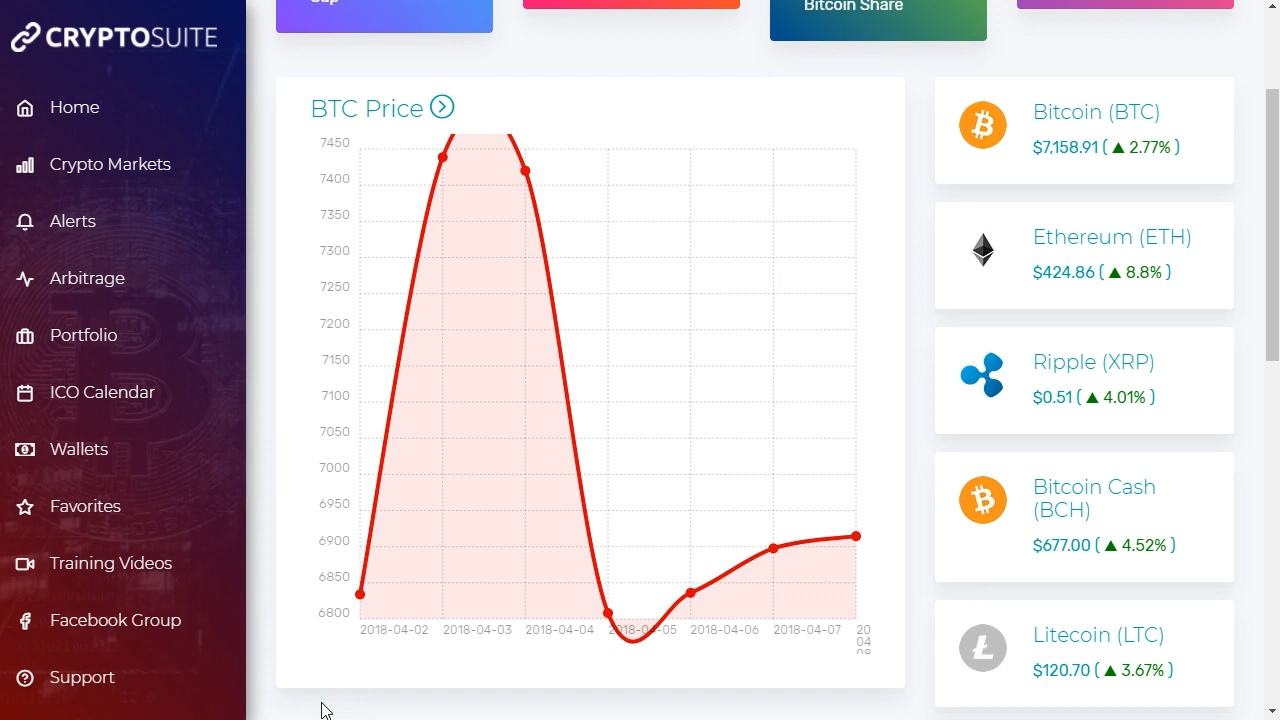 Cap
Bitcoin Share
CRYPTOSUITE
Home
Crypto Markets
Alerts
Arbitrage
Portfolio
ICO Calendar
Wallets
Favorites
Training Videos
Facebook Group
Support
BTC Price
7450
7400
7350
7300
7250
7200
7150
7100
7050
7000
6950
6900
6850
6800
2018-04-02 2018-04-03 2018-04-04 2018-04-05 2018-04-06 2018-04-07 20
04
08
Bitcoin (BTC)
$7,158.91 ( ▲ 2.77% )
Ethereum (ETH)
$424.86 ( ▲ 8.8% )
Ripple (XRP)
$0.51 ( ▲ 4.01% )
Bitcoin Cash
(BCH)
$677.00 ( ▲ 4.52% )
Litecoin (LTC)
$120.70 ( ▲ 3.67% )